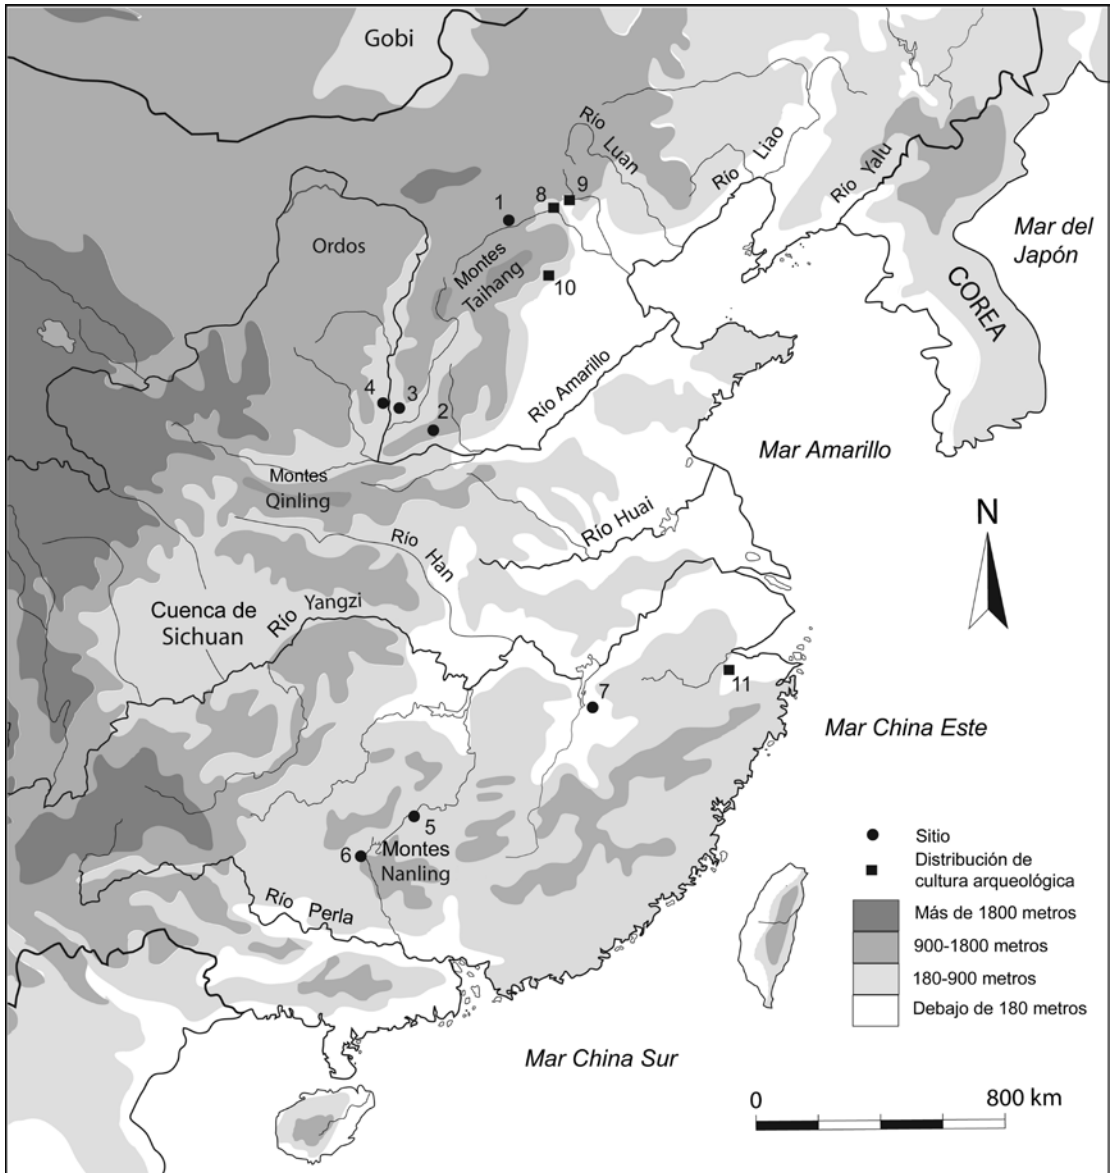 Gobi
Río
Luan
Río
Liao
Río
Yalu
Mar del
Japón
1
8
9
Ordos
Montes
Taihang
10
COREA
4
3
2
Río Amarillo
Mar Amarillo
Montes
Qinling
Río
Han
Río Huai
N
Cuenca de
Sichuan
Río
Yangzi
7
11
Mar China Este
5
6
Montes
Nanling
Río
Perla
Sitio
Distribución de
cultura arqueológica
Más de 1800 metros
900-1800 metros
180-900 metros
Debajo de 180 metros
Mar China Sur
0
800 km